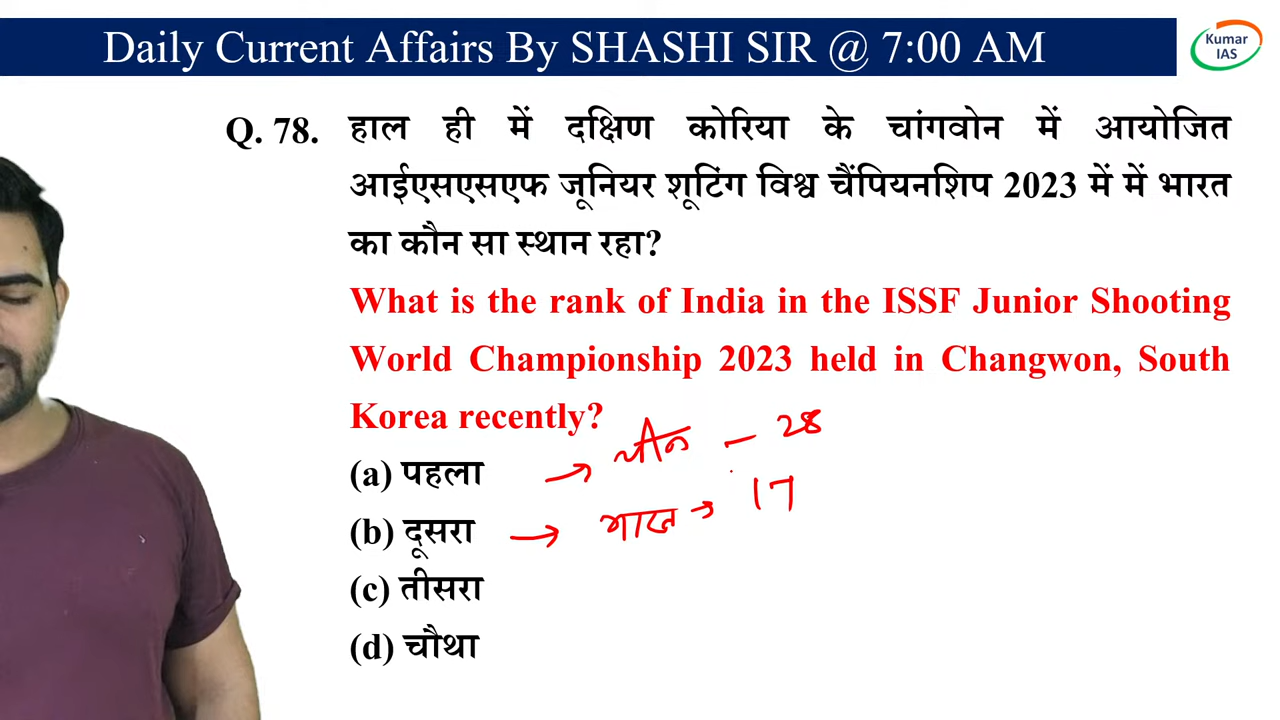 Daily Current Affairs By SHASHI SIR @ 7:00 AM
Kumar
IAS
Q. 78. हाल ही में दक्षिण कोरिया के चांगवोन में आयोजित
आईएसएसएफ जूनियर शूटिंग विश्व चैंपियनशिप 2023 में में भारत
का कौन सा स्थान रहा?
What is the rank of India in the ISSF Junior Shooting
World Championship 2023 held in Changwon, South
Korea recently?
(a) पहला → चीन - 28
(b) दूसरा → भारत → 17
(c) तीसरा
(d) चौथा